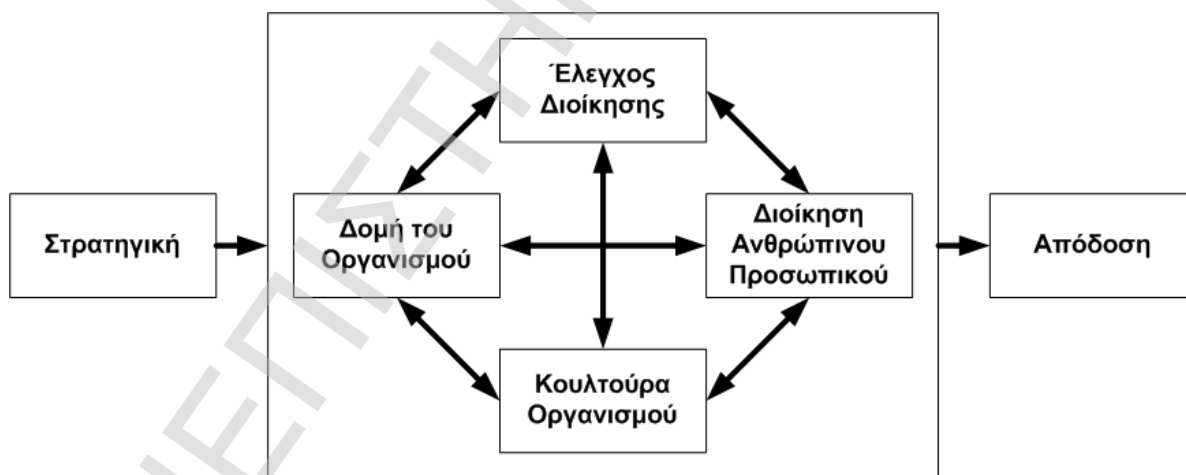 Έλεγχος
Διοίκησης
Στρατηγική
Δομή του
Οργανισμού
Διοίκηση
Ανθρώπινου
Προσωπικού
Απόδοση
Κουλτούρα
Οργανισμού